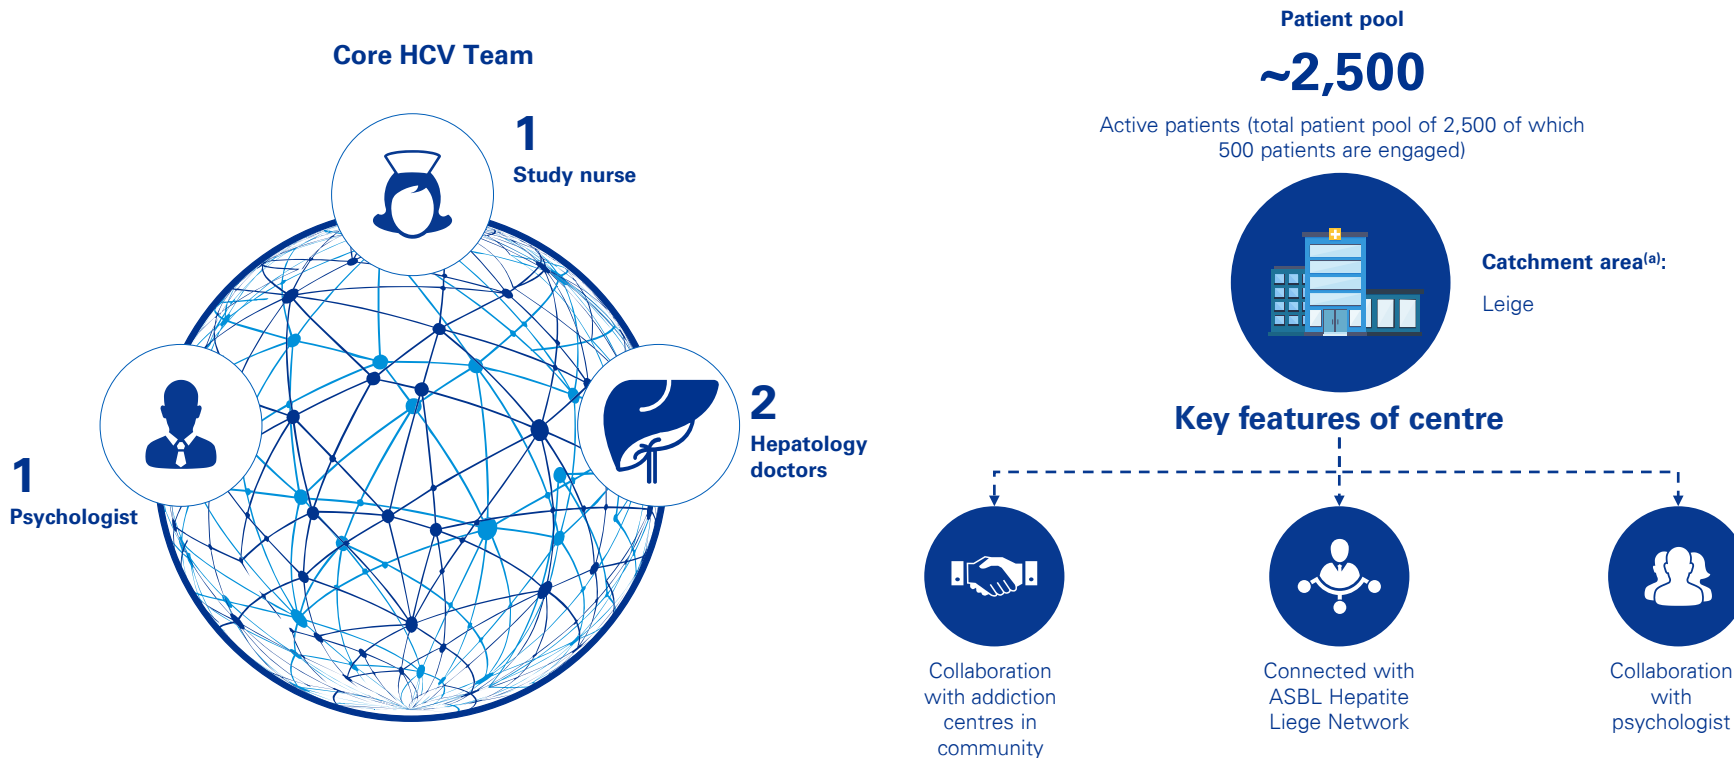 Core HCV Team
1
Study nurse
2
Hepatology
doctors
1
Psychologist
Patient pool
~2,500
Active patients (total patient pool of 2,500 of which
500 patients are engaged)
Catchment area(a):
Leige
Key features of centre
Collaboration
with addiction
centres in
community
Connected with
ASBL Hepatite
Liege Network
Collaboration
with
psychologist